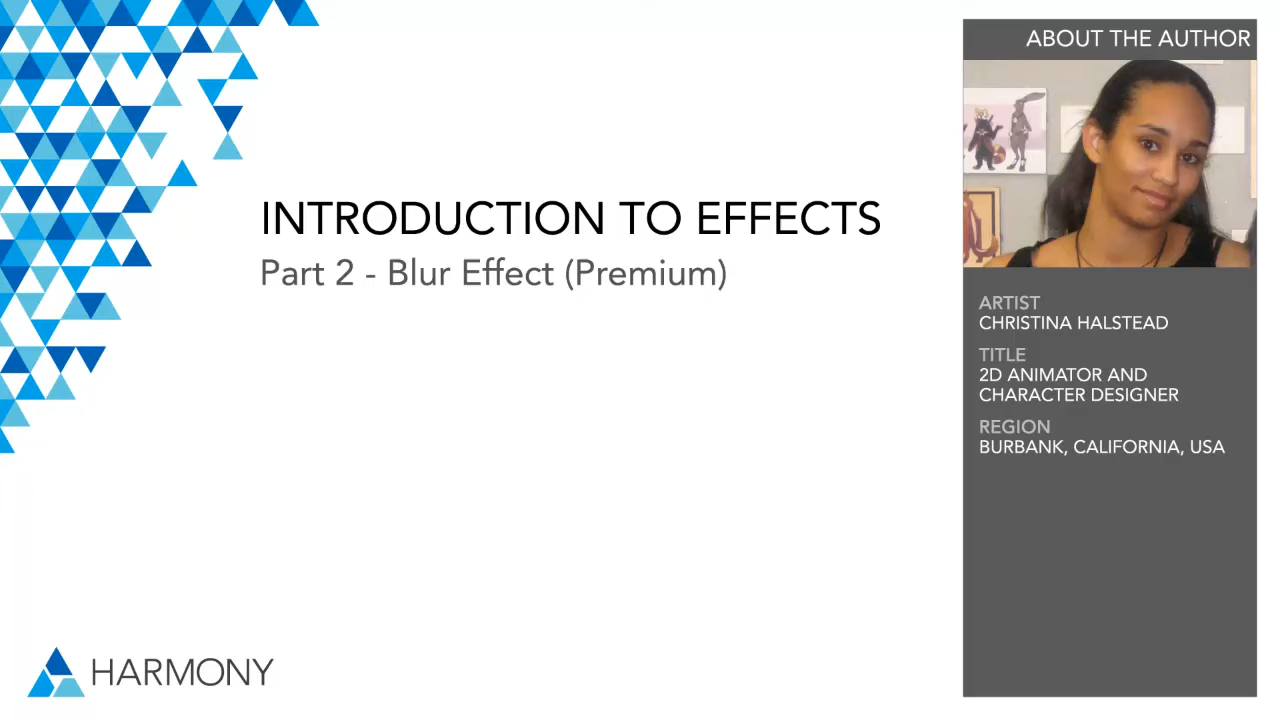 INTRODUCTION TO EFFECTS
Part 2 - Blur Effect (Premium)
HARMONY
ABOUT THE AUTHOR
ARTIST
CHRISTINA HALSTEAD
TITLE
2D ANIMATOR AND
CHARACTER DESIGNER
REGION
BURBANK, CALIFORNIA, USA